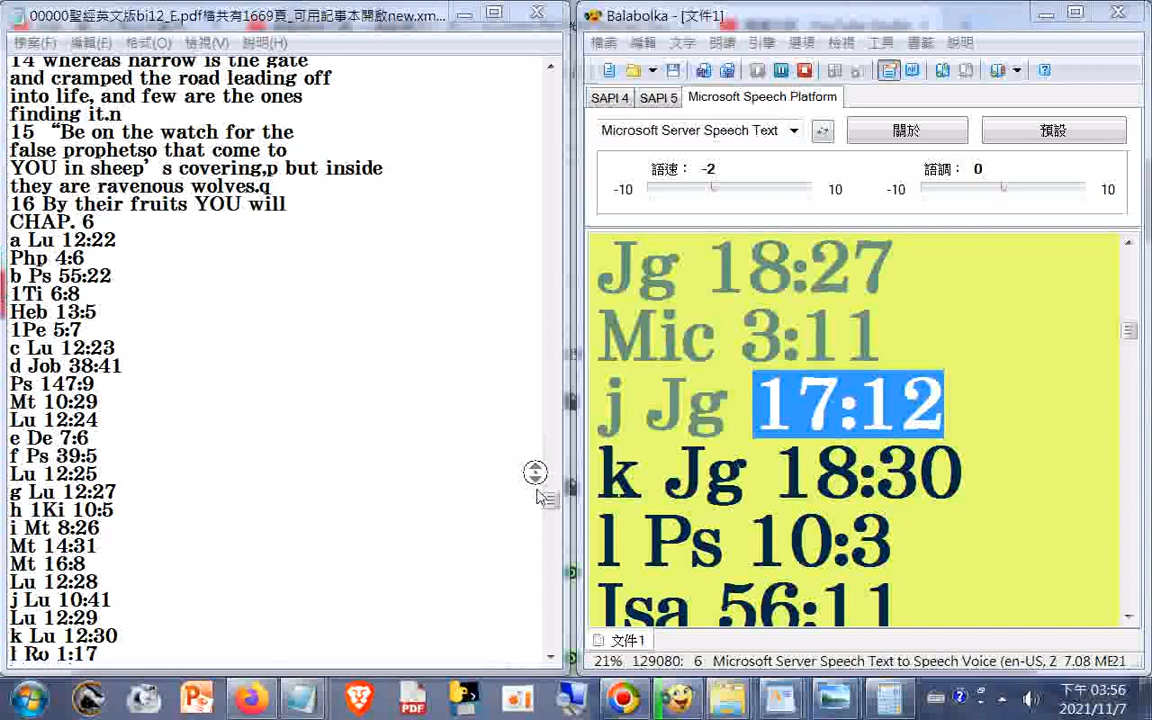 00000聖經英文版bi12_E.pdf檔共有1669頁_可用記事本開啟new.xm...
檔案(F) 編輯(E) 格式(O) 檢視(V) 說明(H)
14 whereas narrow is the gate
and cramped the road leading off
into life, and few are the ones
finding it.n
15 “Be on the watch for the
false prophetso that come to
YOU in sheep’s covering,p but inside
they are ravenous wolves.q
16 By their fruits YOU will
CHAP. 6
a Lu 12:22
Php 4:6
b Ps 55:22
1Ti 6:8
Heb 13:5
1Pe 5:7
c Lu 12:23
d Job 38:41
Ps 147:9
Mt 10:29
Lu 12:24
e De 7:6
f Ps 39:5
Lu 12:25
g Lu 12:27
h 1Ki 10:5
i Mt 8:26
Mt 14:31
Mt 16:8
Lu 12:28
j Lu 10:41
Lu 12:29
k Lu 12:30
l Ro 1:17
Balabolka - [文件1]
檔案 編輯 文字 朗讀 引擎 選項 檢視 工具 書籤 說明
SAPI 4 SAPI 5 Microsoft Speech Platform
Microsoft Server Speech Text 關於 預設
語速: -2 語調: 0
-10 10 -10 10
Jg 18:27
Mic 3:11
j Jg 17:12
k Jg 18:30
l Ps 10:3
Isa 56:11
文件1
21% 129080: 6 Microsoft Server Speech Text to Speech Voice (en-US, Z 7.08 ME21
下午 03:56
2021/11/7